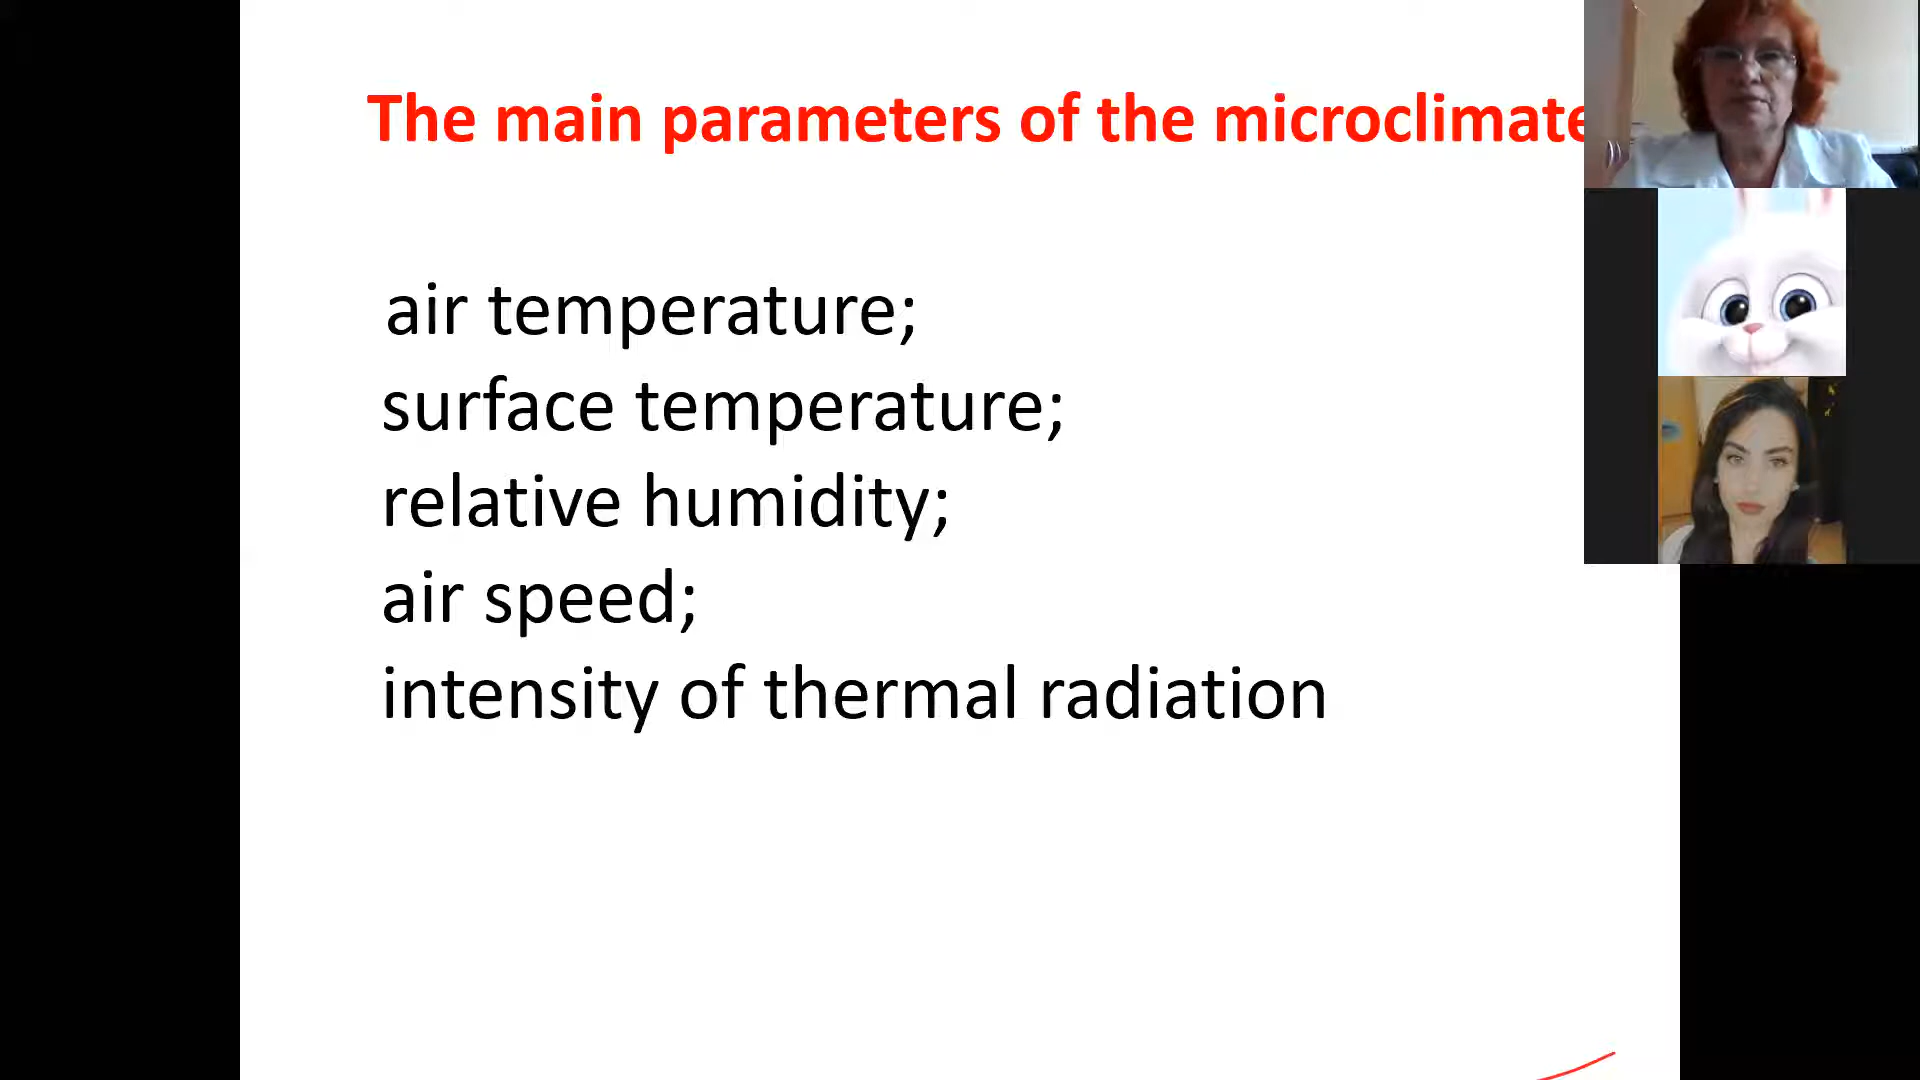 The main parameters of the microclimate
air temperature;
surface temperature;
relative humidity;
air speed;
intensity of thermal radiation